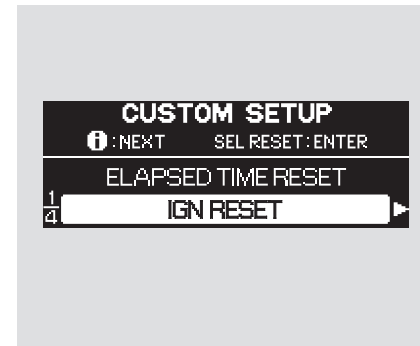 CUSTOM SETUP
i : NEXT SEL RESET : ENTER
ELAPSED TIME RESET
1/4 IGN RESET